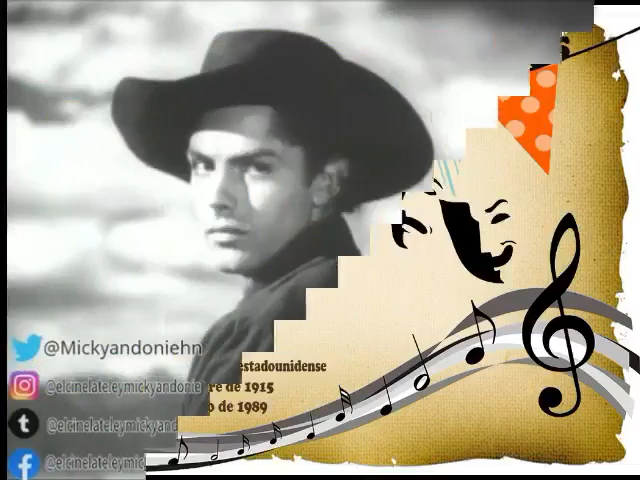 @Mickyandoniehn
estadounidense
@elcinelateleymickyandonie
re de 1915
o de 1989
@elcinelateleymickyand
@elcinelateleymic